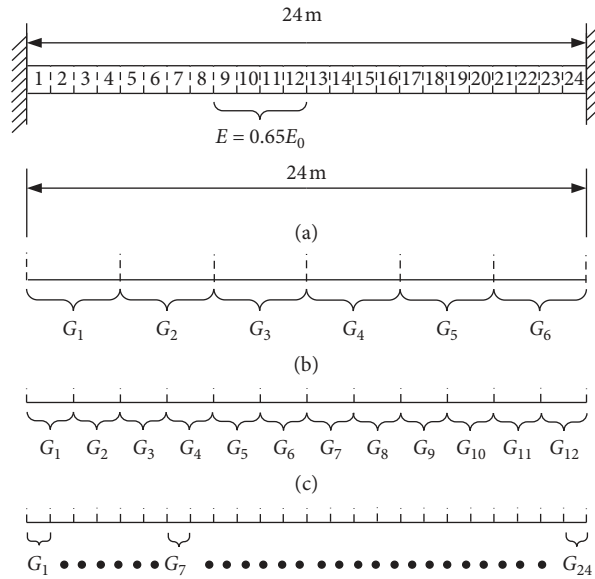 24 m
1 2 3 4 5 6 7 8 9 10 11 12 13 14 15 16 17 18 19 20 21 22 23 24
E = 0.65E₀
24 m
(a)
G₁ G₂ G₃ G₄ G₅ G₆
(b)
G₁ G₂ G₃ G₄ G₅ G₆ G₇ G₈ G₉ G₁₀ G₁₁ G₁₂
(c)
G₁ G₇ G₂₄